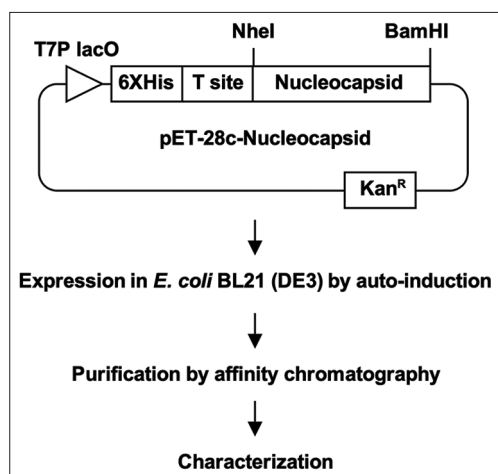 NheI BamHI
T7P lacO
6XHis T site Nucleocapsid
pET-28c-Nucleocapsid
Kanᴿ
Expression in E. coli BL21 (DE3) by auto-induction
Purification by affinity chromatography
Characterization